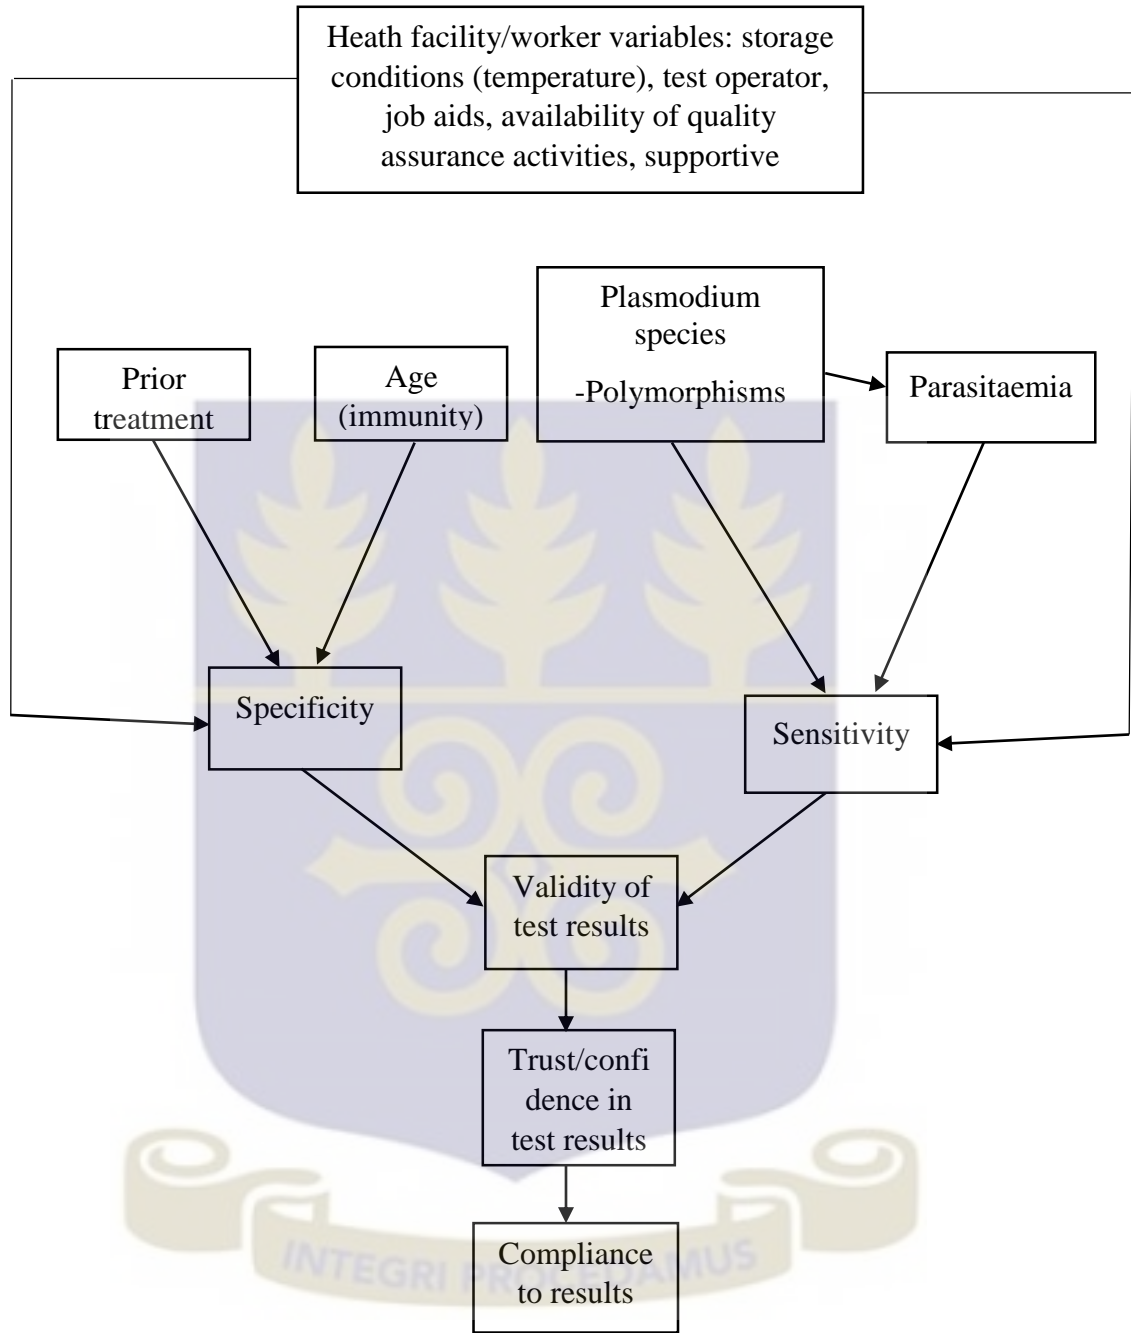 Heath facility/worker variables: storage
conditions (temperature), test operator,
job aids, availability of quality
assurance activities, supportive
Plasmodium
species
-Polymorphisms
Prior
treatment
Age
(immunity)
Parasitaemia
Specificity
Sensitivity
Validity of
test results
Trust/confi
dence in
test results
Compliance
to results
INTEGRI PROCEDAMUS